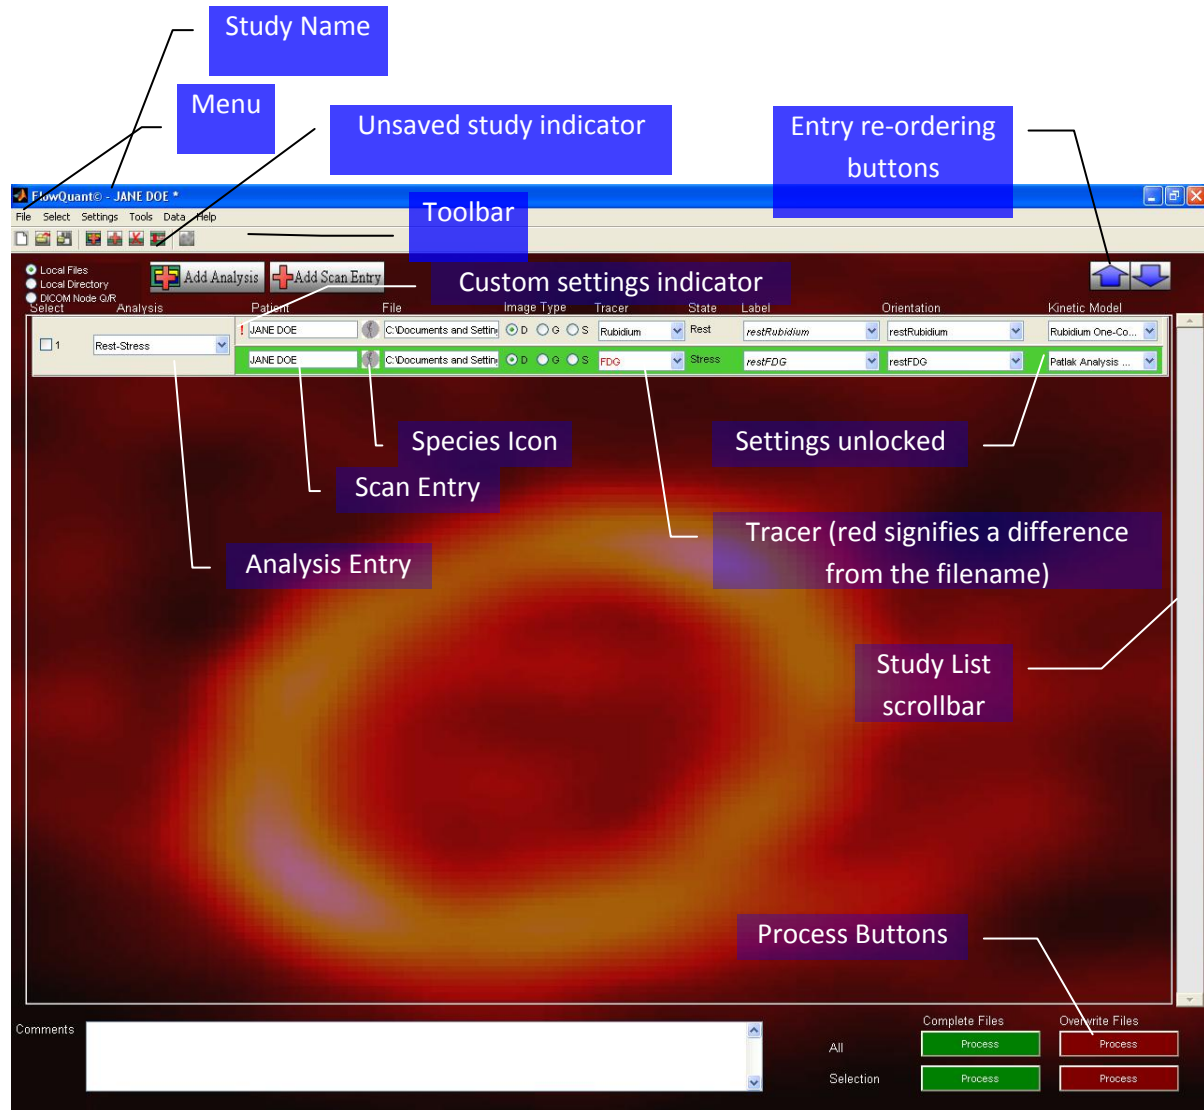 Study Name
Menu
Unsaved study indicator
Entry re-ordering
buttons
FlowQuant© - JANE DOE *
File Select Settings Tools Data Help
Toolbar
Local Files
Local Directory
DICOM Node Q/R
Add Analysis
Add Scan Entry
Custom settings indicator
Select Analysis Patient File Image Type Tracer State Label Orientation Kinetic Model
1 Rest-Stress
! JANE DOE C:\Documents and Settin D G S Rubidium Rest restRubidium restRubidium Rubidium One-Co...
JANE DOE C:\Documents and Settin D G S FDG Stress restFDG restFDG Patlak Analysis ...
Species Icon
Settings unlocked
Scan Entry
Tracer (red signifies a difference
from the filename)
Analysis Entry
Study List
scrollbar
Process Buttons
Comments
Complete Files Overwrite Files
All Process Process
Selection Process Process